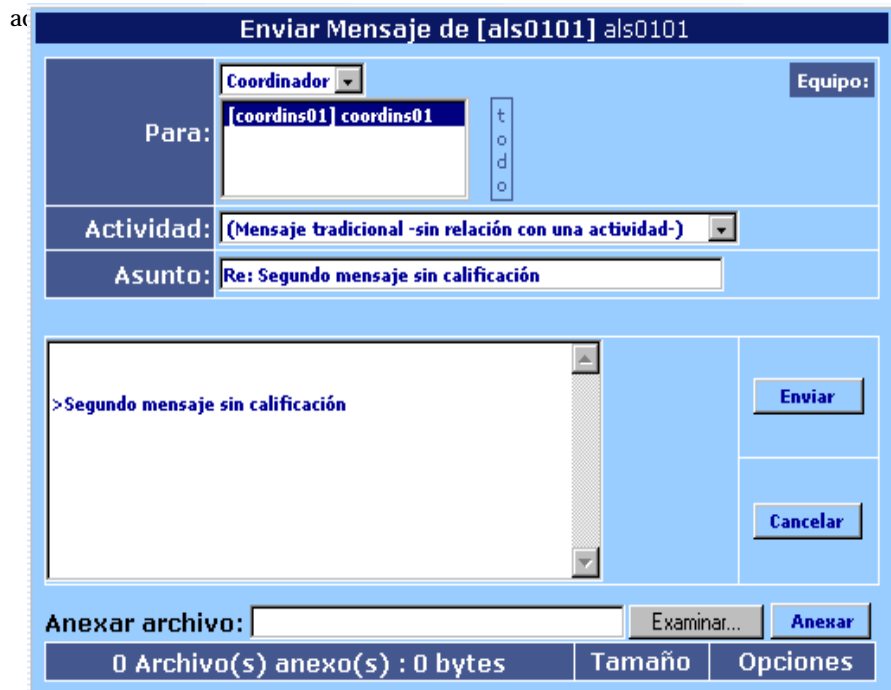 Enviar Mensaje de [als0101] als0101
Coordinador
Equipo:
Para:
[coordins01] coordins01
todo
Actividad: (Mensaje tradicional -sin relación con una actividad-)
Asunto: Re: Segundo mensaje sin calificación
>Segundo mensaje sin calificación
Enviar
Cancelar
Anexar archivo: Examinar... Anexar
0 Archivo(s) anexo(s) : 0 bytes Tamaño Opciones